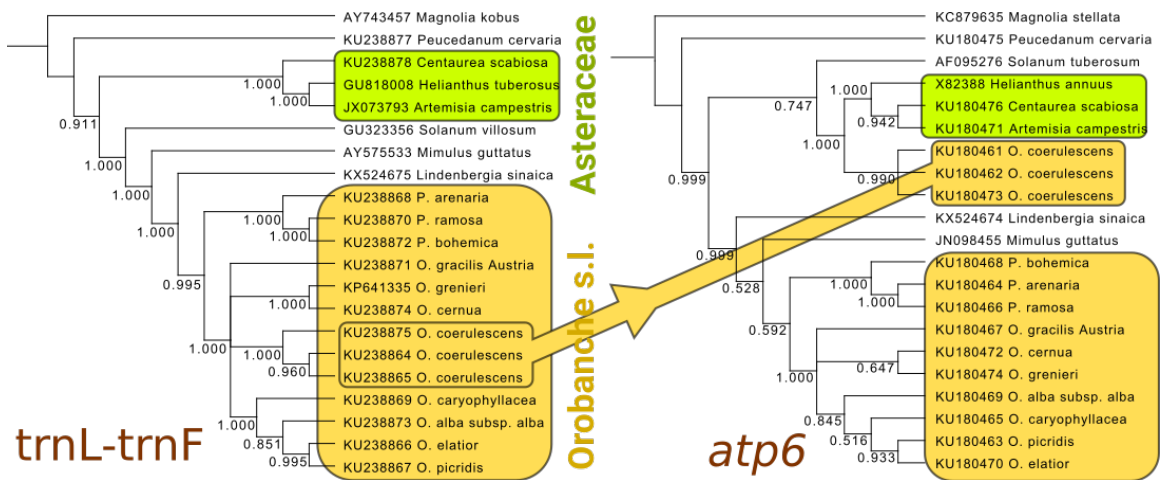 AY743457 Magnolia kobus
KU238877 Peucedanum cervaria
KU238878 Centaurea scabiosa
1.000
GU818008 Helianthus tuberosus
1.000
JX073793 Artemisia campestris
0.911
GU323356 Solanum villosum
1.000
AY575533 Mimulus guttatus
1.000
KX524675 Lindenbergia sinaica
KU238868 P. arenaria
1.000
KU238870 P. ramosa
1.000
1.000
KU238872 P. bohemica
KU238871 O. gracilis Austria
0.995
KP641335 O. grenieri
1.000
KU238874 O. cernua
KU238875 O. coerulescens
1.000
1.000
KU238864 O. coerulescens
0.960
KU238865 O. coerulescens
KU238869 O. caryophyllacea
1.000
KU238873 O. alba subsp. alba
0.851
KU238866 O. elatior
0.995
KU238867 O. picridis
trnL-trnF
Asteraceae
Orobanche s.l.
KC879635 Magnolia stellata
KU180475 Peucedanum cervaria
AF095276 Solanum tuberosum
X82388 Helianthus annuus
1.000
0.747
KU180476 Centaurea scabiosa
0.942
KU180471 Artemisia campestris
1.000
KU180461 O. coerulescens
KU180462 O. coerulescens
0.999
0.990
KU180473 O. coerulescens
KX524674 Lindenbergia sinaica
JN098455 Mimulus guttatus
0.999
KU180468 P. bohemica
0.528
1.000
KU180464 P. arenaria
1.000
KU180466 P. ramosa
KU180467 O. gracilis Austria
0.592
KU180472 O. cernua
0.647
KU180474 O. grenieri
1.000
KU180469 O. alba subsp. alba
KU180465 O. caryophyllacea
0.845
KU180463 O. picridis
0.516
0.933
KU180470 O. elatior
atp6